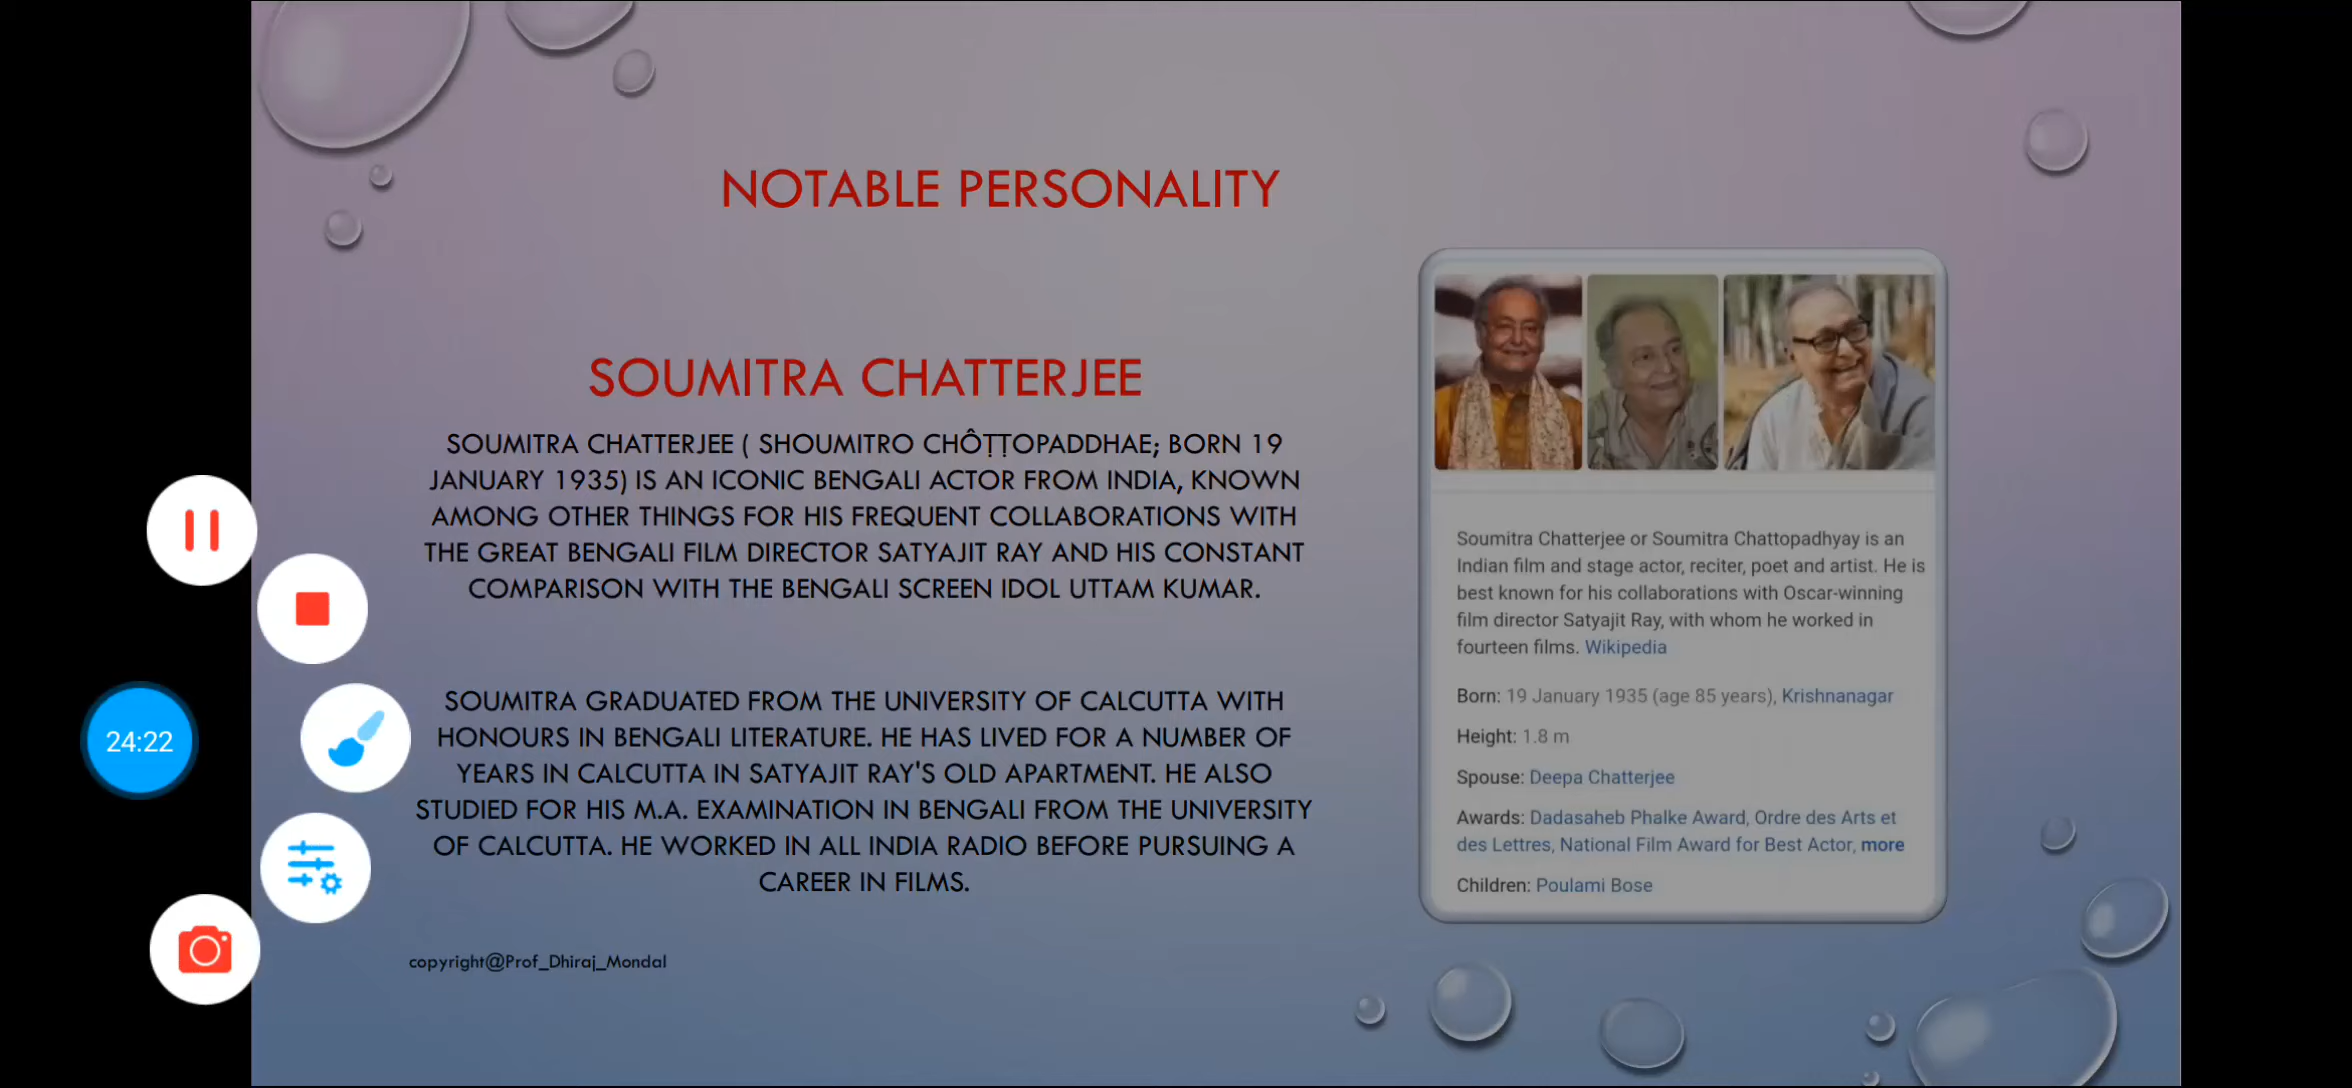 NOTABLE PERSONALITY
SOUMITRA CHATTERJEE
SOUMITRA CHATTERJEE ( SHOUMITRO CHÔṬṬOPADDHAE; BORN 19
JANUARY 1935) IS AN ICONIC BENGALI ACTOR FROM INDIA, KNOWN
AMONG OTHER THINGS FOR HIS FREQUENT COLLABORATIONS WITH
THE GREAT BENGALI FILM DIRECTOR SATYAJIT RAY AND HIS CONSTANT
COMPARISON WITH THE BENGALI SCREEN IDOL UTTAM KUMAR.
SOUMITRA GRADUATED FROM THE UNIVERSITY OF CALCUTTA WITH
HONOURS IN BENGALI LITERATURE. HE HAS LIVED FOR A NUMBER OF
YEARS IN CALCUTTA IN SATYAJIT RAY'S OLD APARTMENT. HE ALSO
STUDIED FOR HIS M.A. EXAMINATION IN BENGALI FROM THE UNIVERSITY
OF CALCUTTA. HE WORKED IN ALL INDIA RADIO BEFORE PURSUING A
CAREER IN FILMS.
copyright@Prof_Dhiraj_Mondal
Soumitra Chatterjee or Soumitra Chattopadhyay is an
Indian film and stage actor, reciter, poet and artist. He is
best known for his collaborations with Oscar-winning
film director Satyajit Ray, with whom he worked in
fourteen films. Wikipedia
Born: 19 January 1935 (age 85 years), Krishnanagar
Height: 1.8 m
Spouse: Deepa Chatterjee
Awards: Dadasaheb Phalke Award, Ordre des Arts et
des Lettres, National Film Award for Best Actor, more
Children: Poulami Bose
24:22